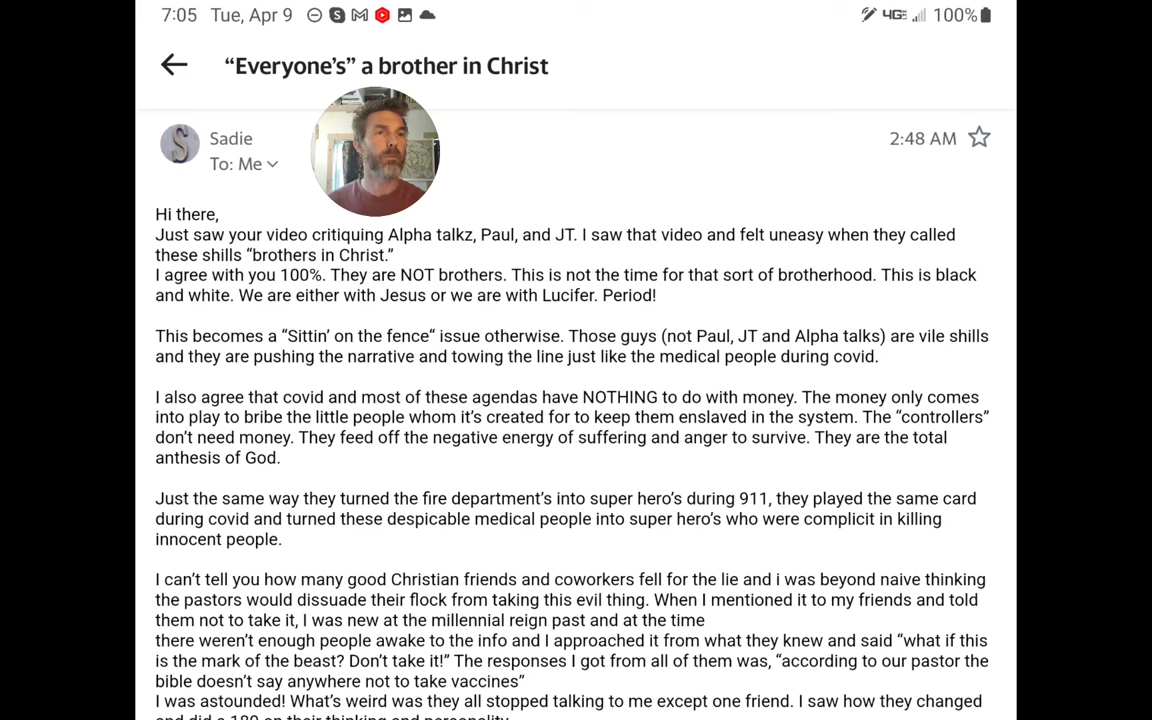 7:05 Tue, Apr 9 4GE 100%
“Everyone’s” a brother in Christ
S Sadie 2:48 AM
To: Me
Hi there,
Just saw your video critiquing Alpha talkz, Paul, and JT. I saw that video and felt uneasy when they called
these shills “brothers in Christ.”
I agree with you 100%. They are NOT brothers. This is not the time for that sort of brotherhood. This is black
and white. We are either with Jesus or we are with Lucifer. Period!
This becomes a “Sittin’ on the fence“ issue otherwise. Those guys (not Paul, JT and Alpha talks) are vile shills
and they are pushing the narrative and towing the line just like the medical people during covid.
I also agree that covid and most of these agendas have NOTHING to do with money. The money only comes
into play to bribe the little people whom it’s created for to keep them enslaved in the system. The “controllers”
don’t need money. They feed off the negative energy of suffering and anger to survive. They are the total
anthesis of God.
Just the same way they turned the fire department’s into super hero’s during 911, they played the same card
during covid and turned these despicable medical people into super hero’s who were complicit in killing
innocent people.
I can’t tell you how many good Christian friends and coworkers fell for the lie and i was beyond naive thinking
the pastors would dissuade their flock from taking this evil thing. When I mentioned it to my friends and told
them not to take it, I was new at the millennial reign past and at the time
there weren’t enough people awake to the info and I approached it from what they knew and said “what if this
is the mark of the beast? Don’t take it!” The responses I got from all of them was, “according to our pastor the
bible doesn’t say anywhere not to take vaccines”
I was astounded! What’s weird was they all stopped talking to me except one friend. I saw how they changed
and did a 180 on their thinking and personality